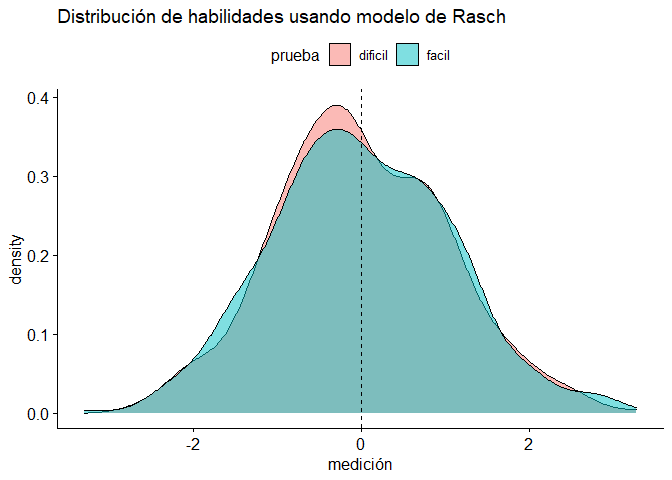 Distribución de habilidades usando modelo de Rasch
prueba dificil facil
0.4
0.3
0.2
0.1
0.0
density
-2 0 2
medición